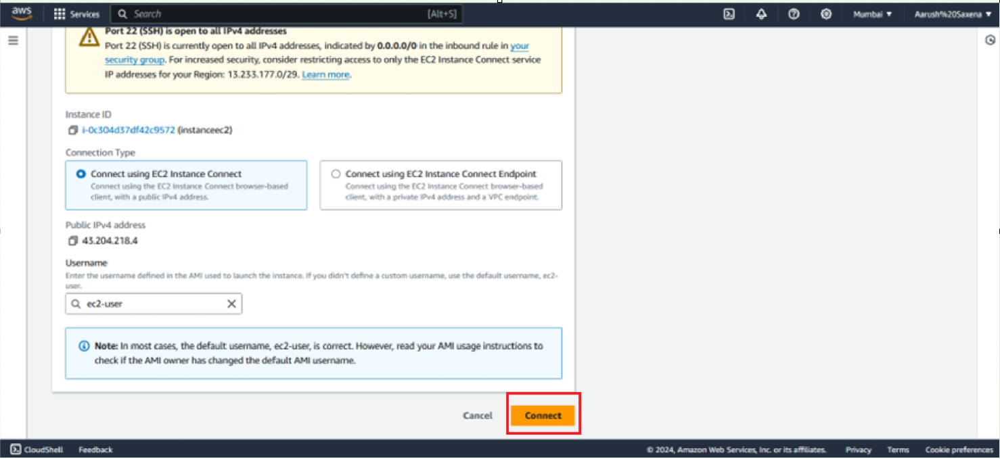 aws
Services
Search
[Alt+S]
Mumbai ▼
Aarush%20Saxena ▼
Port 22 (SSH) is open to all IPv4 addresses
Port 22 (SSH) is currently open to all IPv4 addresses, indicated by 0.0.0.0/0 in the inbound rule in your
security group. For increased security, consider restricting access to only the EC2 Instance Connect service
IP addresses for your Region: 13.233.177.0/29. Learn more.
Instance ID
i-0c304d37df42c9572 (instanceec2)
Connection Type
Connect using EC2 Instance Connect
Connect using the EC2 Instance Connect browser-based
client, with a public IPv4 address.
Connect using EC2 Instance Connect Endpoint
Connect using the EC2 Instance Connect browser-based
client, with a private IPv4 address and a VPC endpoint.
Public IPv4 address
43.204.218.4
Username
Enter the username defined in the AMI used to launch the instance. If you didn't define a custom username, use the default username, ec2-
user.
ec2-user
Note: In most cases, the default username, ec2-user, is correct. However, read your AMI usage instructions to
check if the AMI owner has changed the default AMI username.
Cancel
Connect
CloudShell
Feedback
© 2024, Amazon Web Services, Inc. or its affiliates.
Privacy
Terms
Cookie preferences